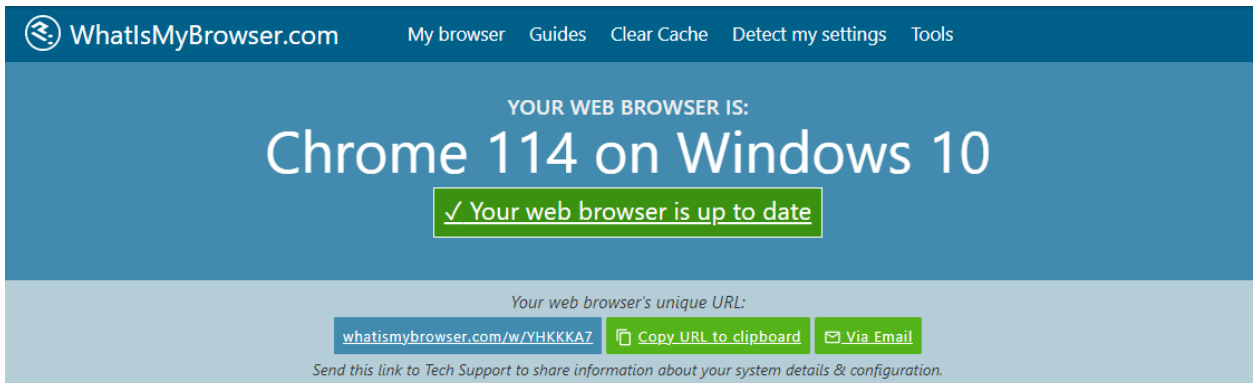 WhatIsMyBrowser.com My browser Guides Clear Cache Detect my settings Tools
YOUR WEB BROWSER IS:
Chrome 114 on Windows 10
✓ Your web browser is up to date
Your web browser's unique URL:
whatismybrowser.com/w/YHKKKA7 Copy URL to clipboard Via Email
Send this link to Tech Support to share information about your system details & configuration.